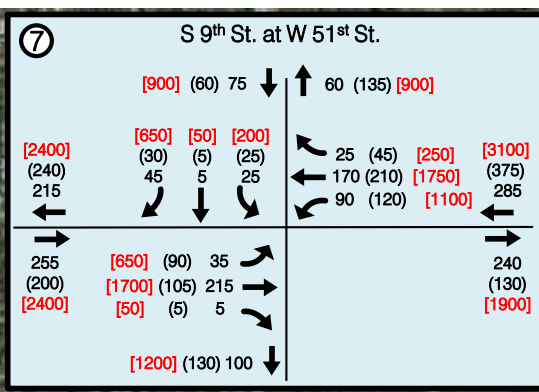 7 S 9th St. at W 51st St.
[900] (60) 75 60 (135) [900]
[650] [50] [200]
(30) (5) (25)
45 5 25
[2400]
(240)
215
25 (45) [250]
170 (210) [1750]
90 (120) [1100]
[3100]
(375)
285
255
(200)
[2400]
[650] (90) 35
[1700] (105) 215
[50] (5) 5
240
(130)
[1900]
[1200] (130) 100